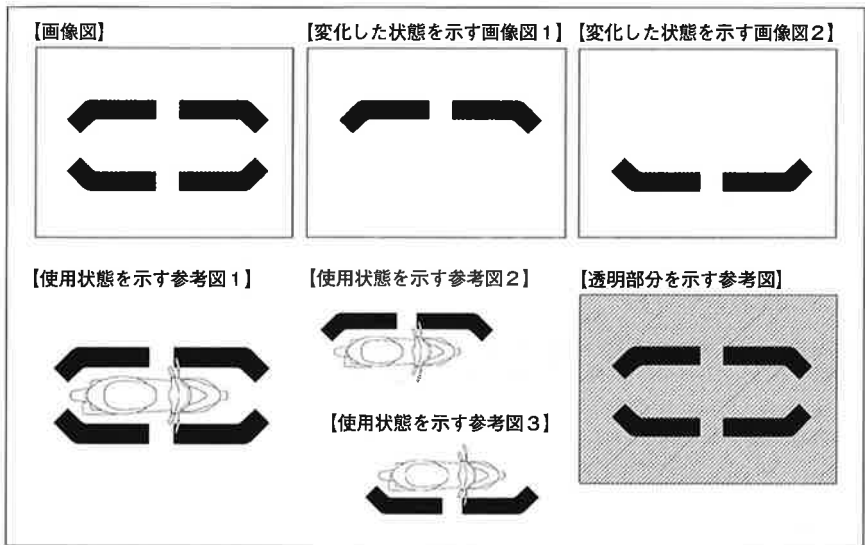 【画像図】
【変化した状態を示す画像図1】
【変化した状態を示す画像図2】
【使用状態を示す参考図1】
【使用状態を示す参考図2】
【透明部分を示す参考図】
【使用状態を示す参考図3】